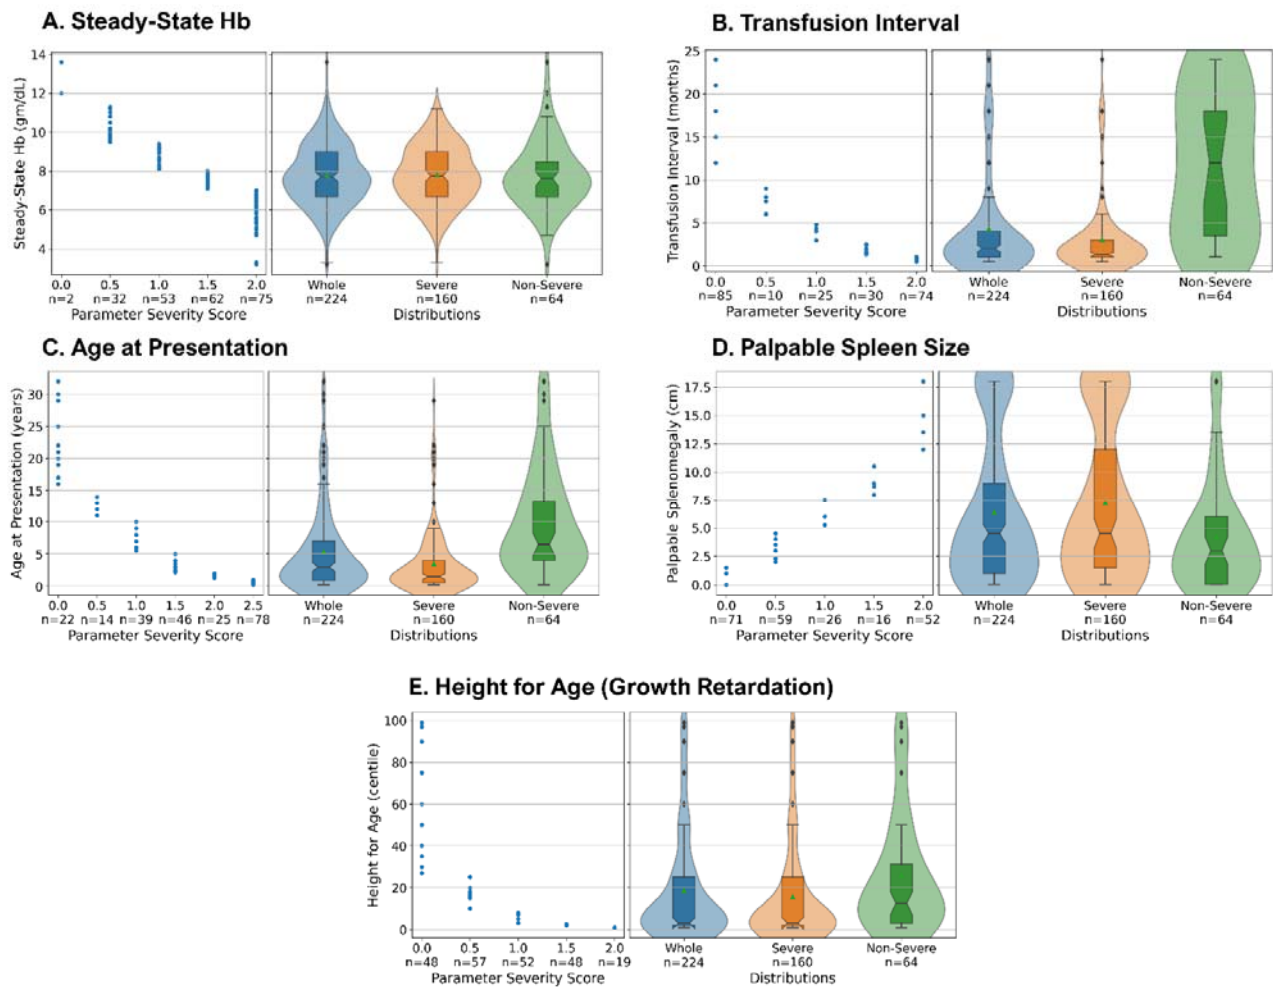 A. Steady-State Hb
Steady-State Hb (gm/dL)
14
12
10
8
6
4
0.0 0.5 1.0 1.5 2.0
n=2 n=32 n=53 n=62 n=75
Parameter Severity Score
Whole Severe Non-Severe
n=224 n=160 n=64
Distributions
B. Transfusion Interval
Transfusion Interval (months)
25
20
15
10
5
0
0.0 0.5 1.0 1.5 2.0
n=85 n=10 n=25 n=30 n=74
Parameter Severity Score
Whole Severe Non-Severe
n=224 n=160 n=64
Distributions
C. Age at Presentation
Age at Presentation (years)
30
25
20
15
10
5
0
0.0 0.5 1.0 1.5 2.0 2.5
n=22 n=14 n=39 n=46 n=25 n=78
Parameter Severity Score
Whole Severe Non-Severe
n=224 n=160 n=64
Distributions
D. Palpable Spleen Size
Palpable Splenomegaly (cm)
17.5
15.0
12.5
10.0
7.5
5.0
2.5
0.0
0.0 0.5 1.0 1.5 2.0
n=71 n=59 n=26 n=16 n=52
Parameter Severity Score
Whole Severe Non-Severe
n=224 n=160 n=64
Distributions
E. Height for Age (Growth Retardation)
Height for Age (centile)
100
80
60
40
20
0
0.0 0.5 1.0 1.5 2.0
n=48 n=57 n=52 n=48 n=19
Parameter Severity Score
Whole Severe Non-Severe
n=224 n=160 n=64
Distributions